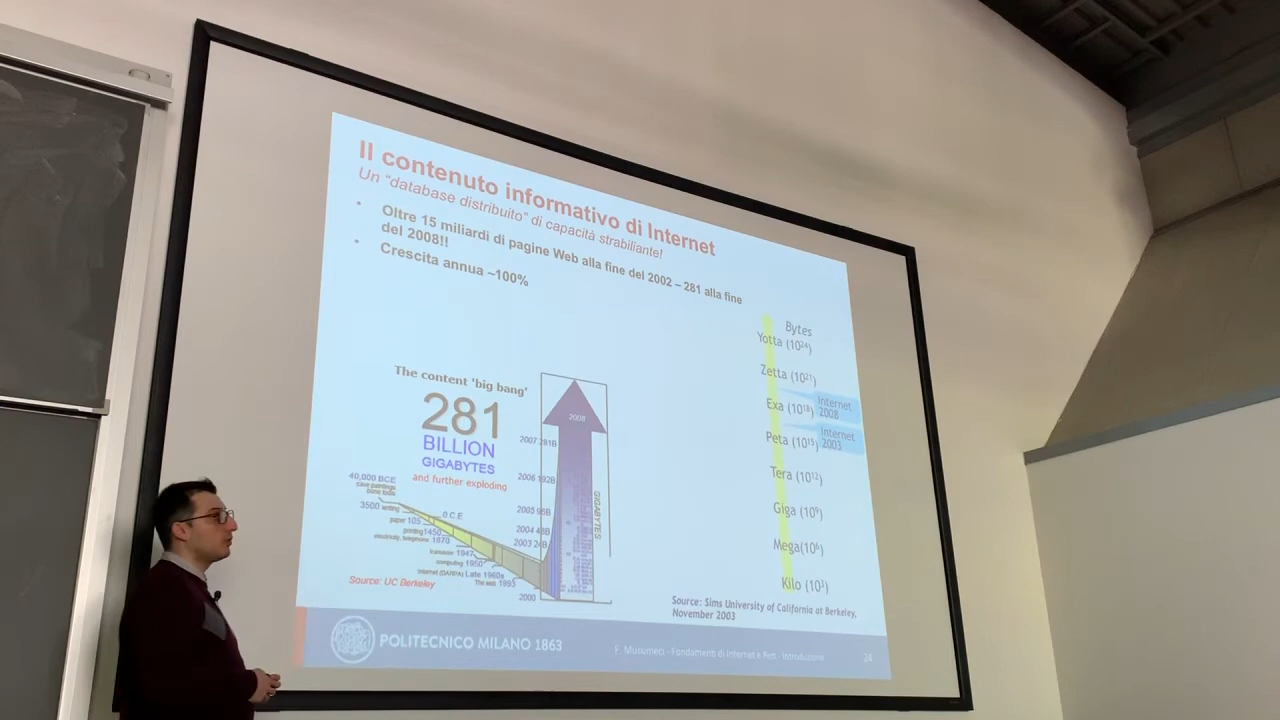 Il contenuto informativo di Internet
Un "database distribuito" di capacità strabiliante!
• Oltre 15 miliardi di pagine Web alla fine del 2002 – 281 alla fine
del 2008!!
• Crescita annua ~100%
The content 'big bang'
281
BILLION
GIGABYTES
and further exploding
40,000 BCE
cave paintings
bone tools
3500 writing
0 C.E
paper 105
printing 1450
electricity, telephone 1870
transistor 1947
computing 1950
Internet (DARPA) Late 1960s
The web 1993
2000
2003 24B
2004 48B
2005 96B
2006 192B
2007 281B
2008
GIGABYTES
Source: UC Berkeley
Bytes
Yotta (10²⁴)
Zetta (10²¹)
Exa (10¹⁸)
Internet
2008
Peta (10¹⁵)
Internet
2003
Tera (10¹²)
Giga (10⁹)
Mega(10⁶)
Kilo (10³)
Source: Sims University of California at Berkeley,
November 2003
POLITECNICO MILANO 1863
F. Musumeci - Fondamenti di Internet e Reti - Introduzione
24